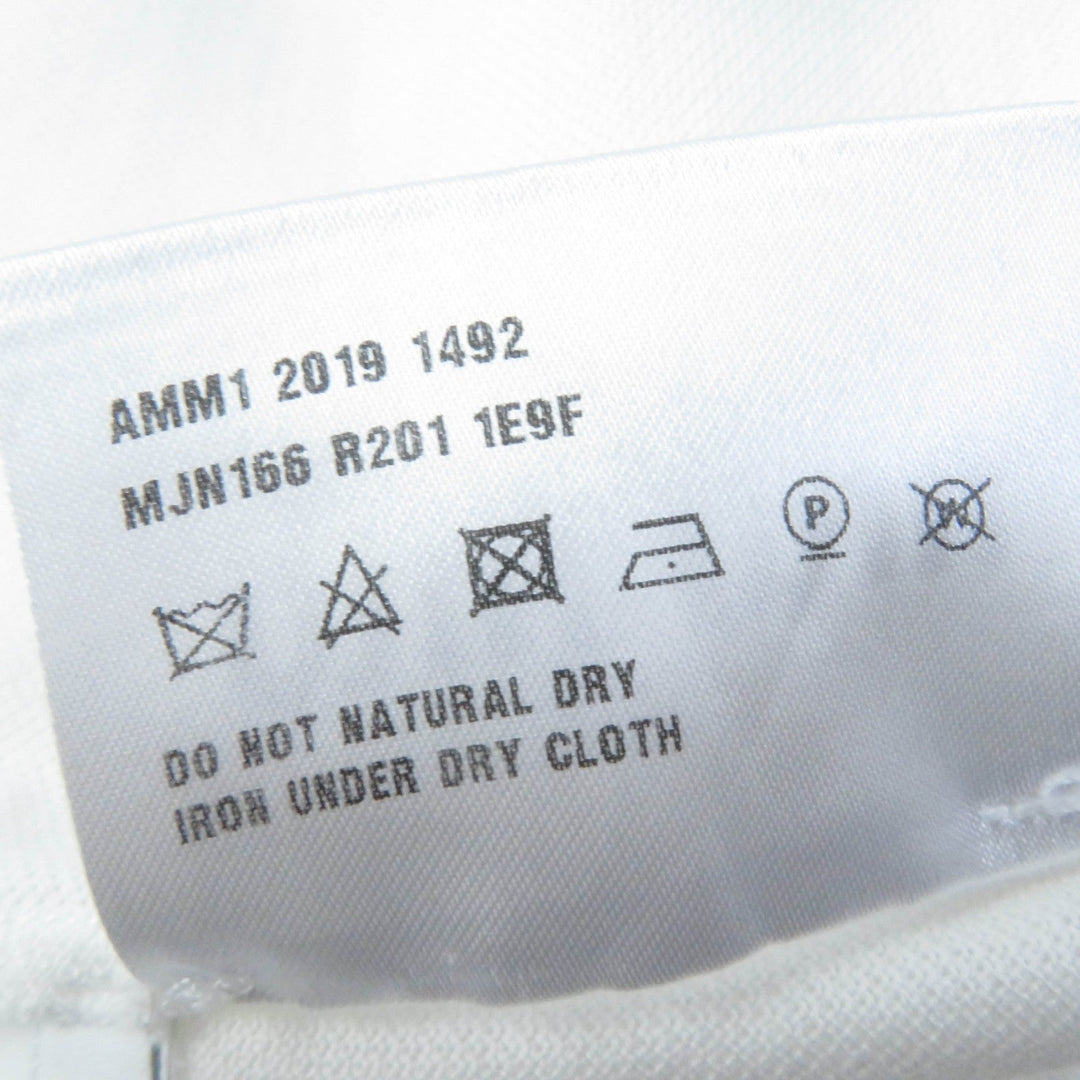 AMM1 2019 1492
MJN166 R201 1E9F
P W
DO NOT NATURAL DRY
IRON UNDER DRY CLOTH